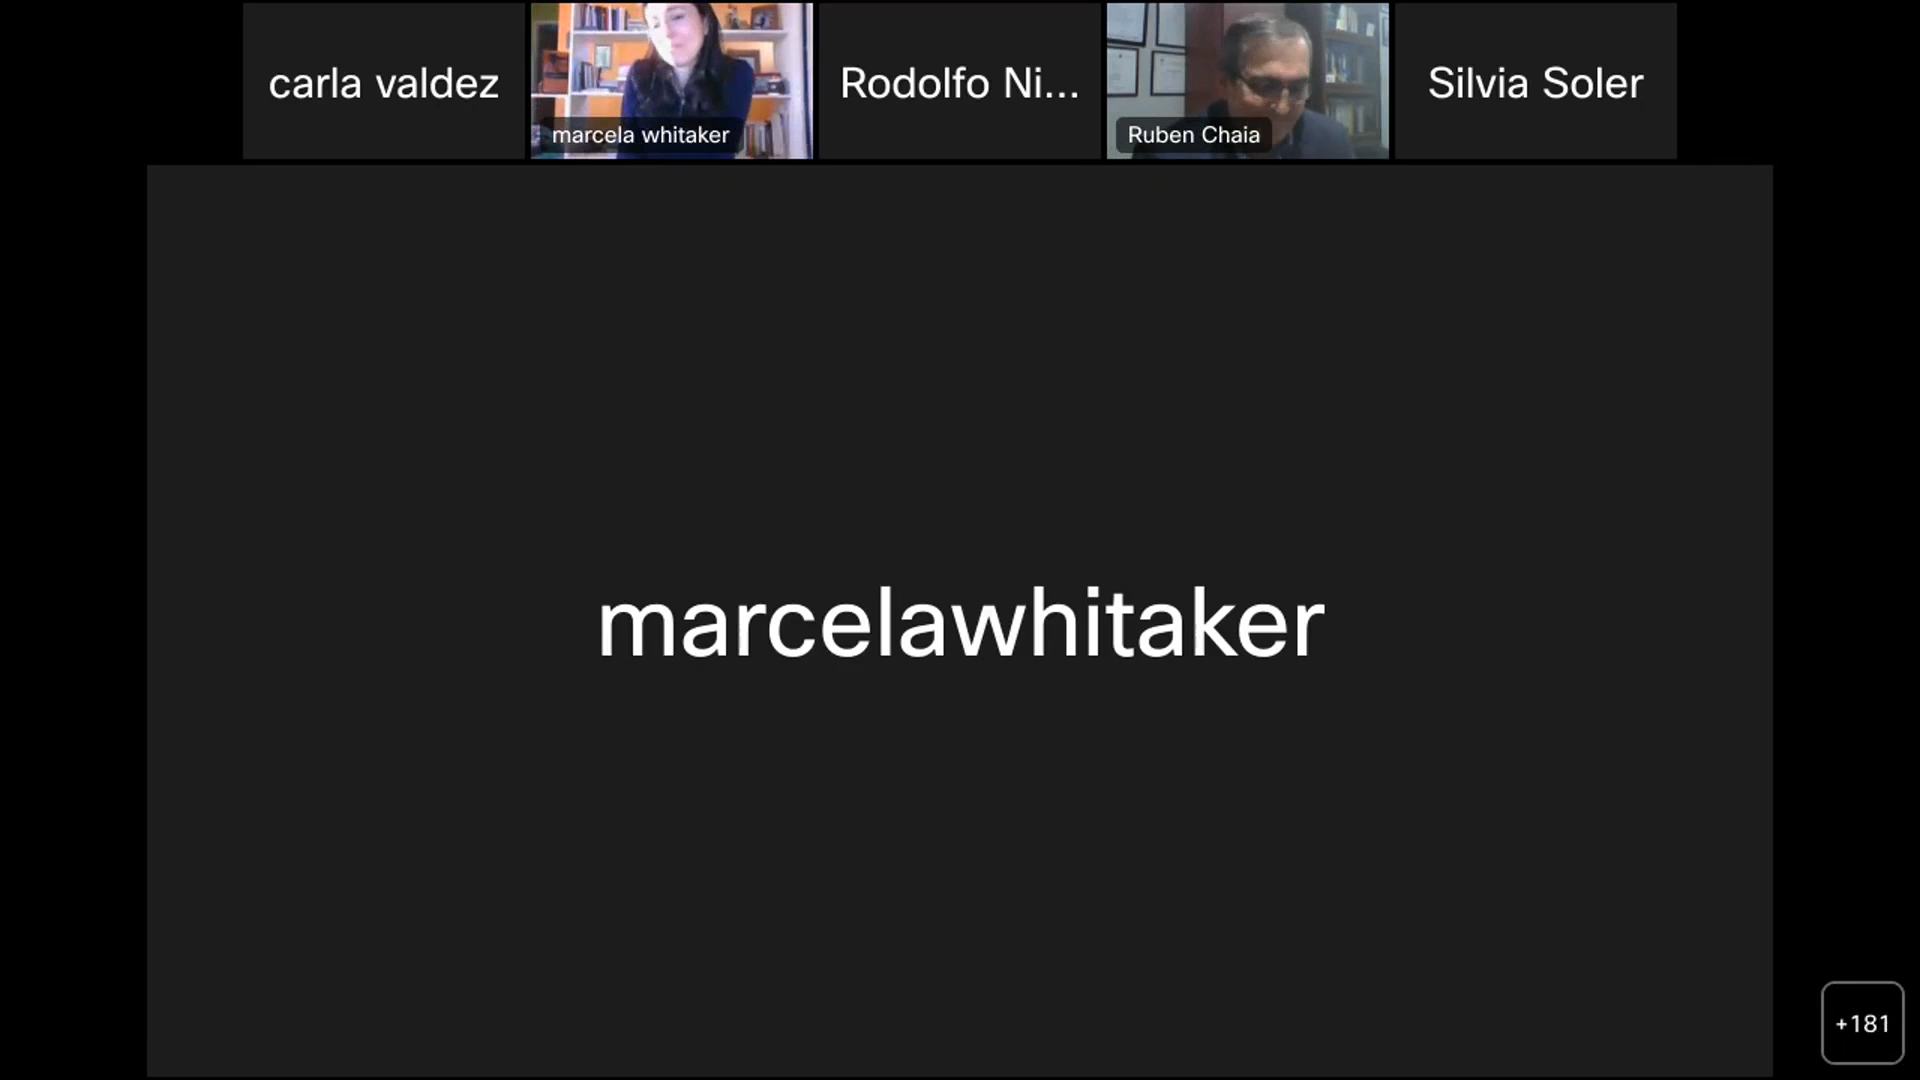 carla valdez
marcela whitaker
Rodolfo Ni...
Ruben Chaia
Silvia Soler
marcelawhitaker
+181